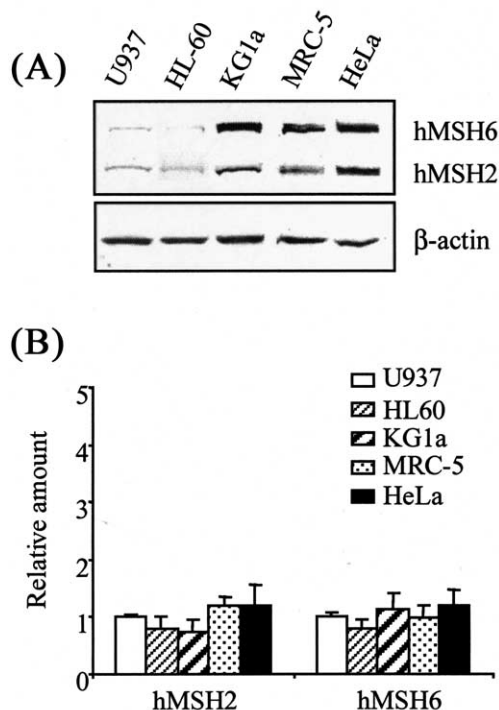 (A)
U937 HL-60 KG1a MRC-5 HeLa
hMSH6
hMSH2
β-actin
(B)
Relative amount
5
4
3
2
1
0
U937
HL60
KG1a
MRC-5
HeLa
hMSH2 hMSH6